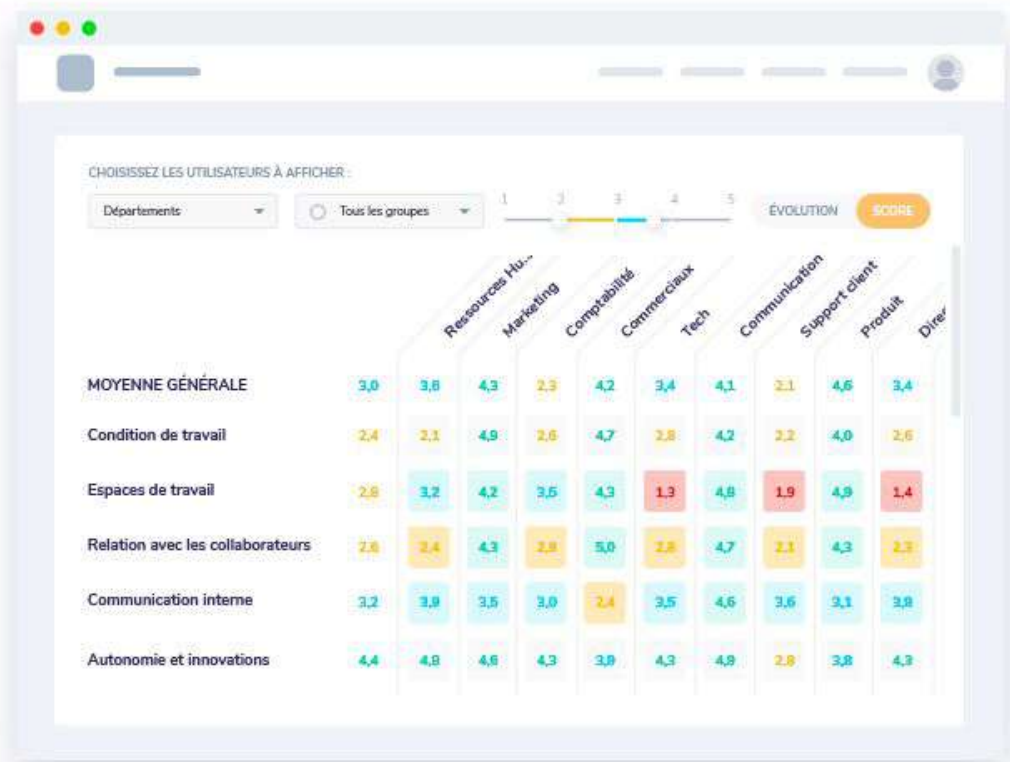 CHOISISSEZ LES UTILISATEURS À AFFICHER :
Départements
Tous les groupes
1 2 3 4 5
ÉVOLUTION
SCORE
Ressources Hu... Marketing Comptabilité Commerciaux Tech Communication Support client Produit Direc
MOYENNE GÉNÉRALE 3,0 3,6 4,3 2,3 4,2 3,4 4,1 2,1 4,6 3,4
Condition de travail 2,4 2,1 4,9 2,6 4,7 2,8 4,2 2,2 4,0 2,6
Espaces de travail 2,8 3,2 4,2 3,5 4,3 1,3 4,8 1,9 4,9 1,4
Relation avec les collaborateurs 2,6 2,4 4,3 2,9 5,0 2,8 4,7 2,1 4,3 2,3
Communication interne 3,2 3,9 3,5 3,0 2,4 3,5 4,6 3,6 3,1 3,8
Autonomie et innovations 4,4 4,8 4,6 4,3 3,9 4,3 4,9 2,8 3,8 4,3